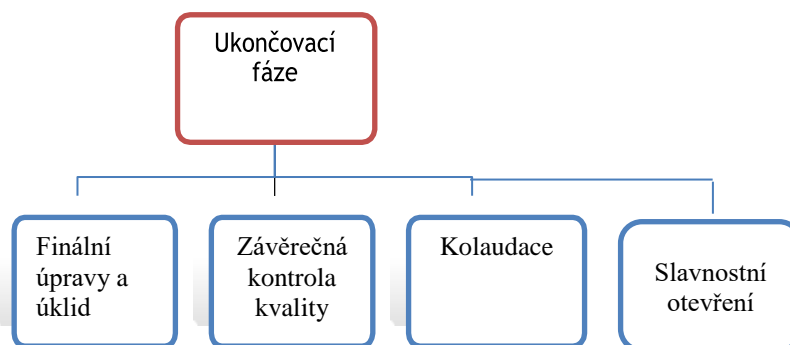 Ukončovací
fáze
Finální
úpravy a
úklid
Závěrečná
kontrola
kvality
Kolaudace
Slavnostní
otevření